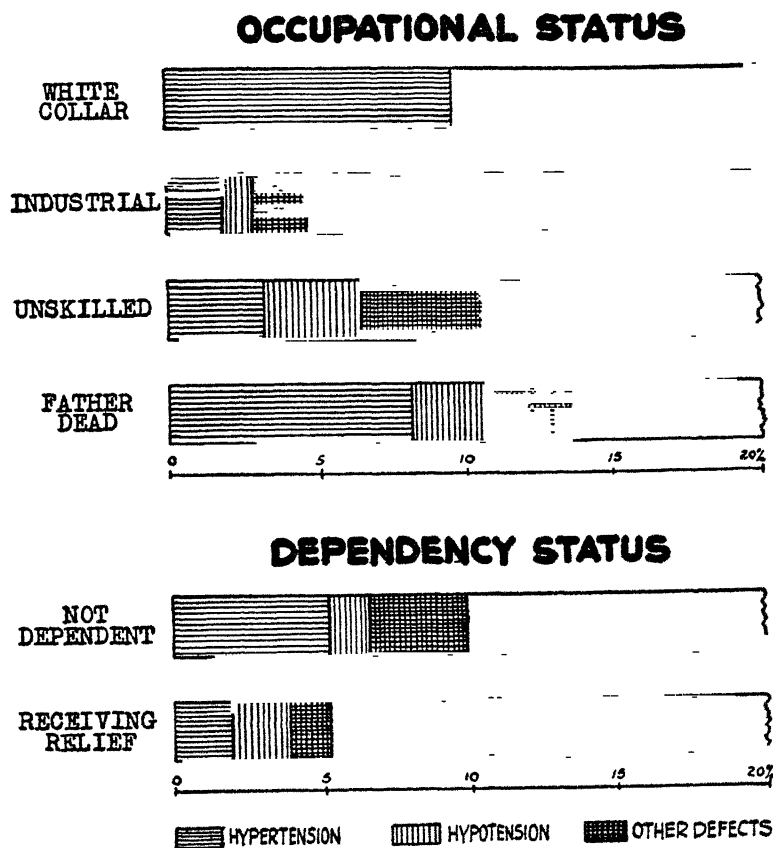 OCCUPATIONAL STATUS
WHITE
COLLAR
INDUSTRIAL
UNSKILLED
FATHER
DEAD
0 5 10 15 20%
DEPENDENCY STATUS
NOT
DEPENDENT
RECEIVING
RELIEF
0 5 10 15 20%
HYPERTENSION HYPOTENSION OTHER DEFECTS